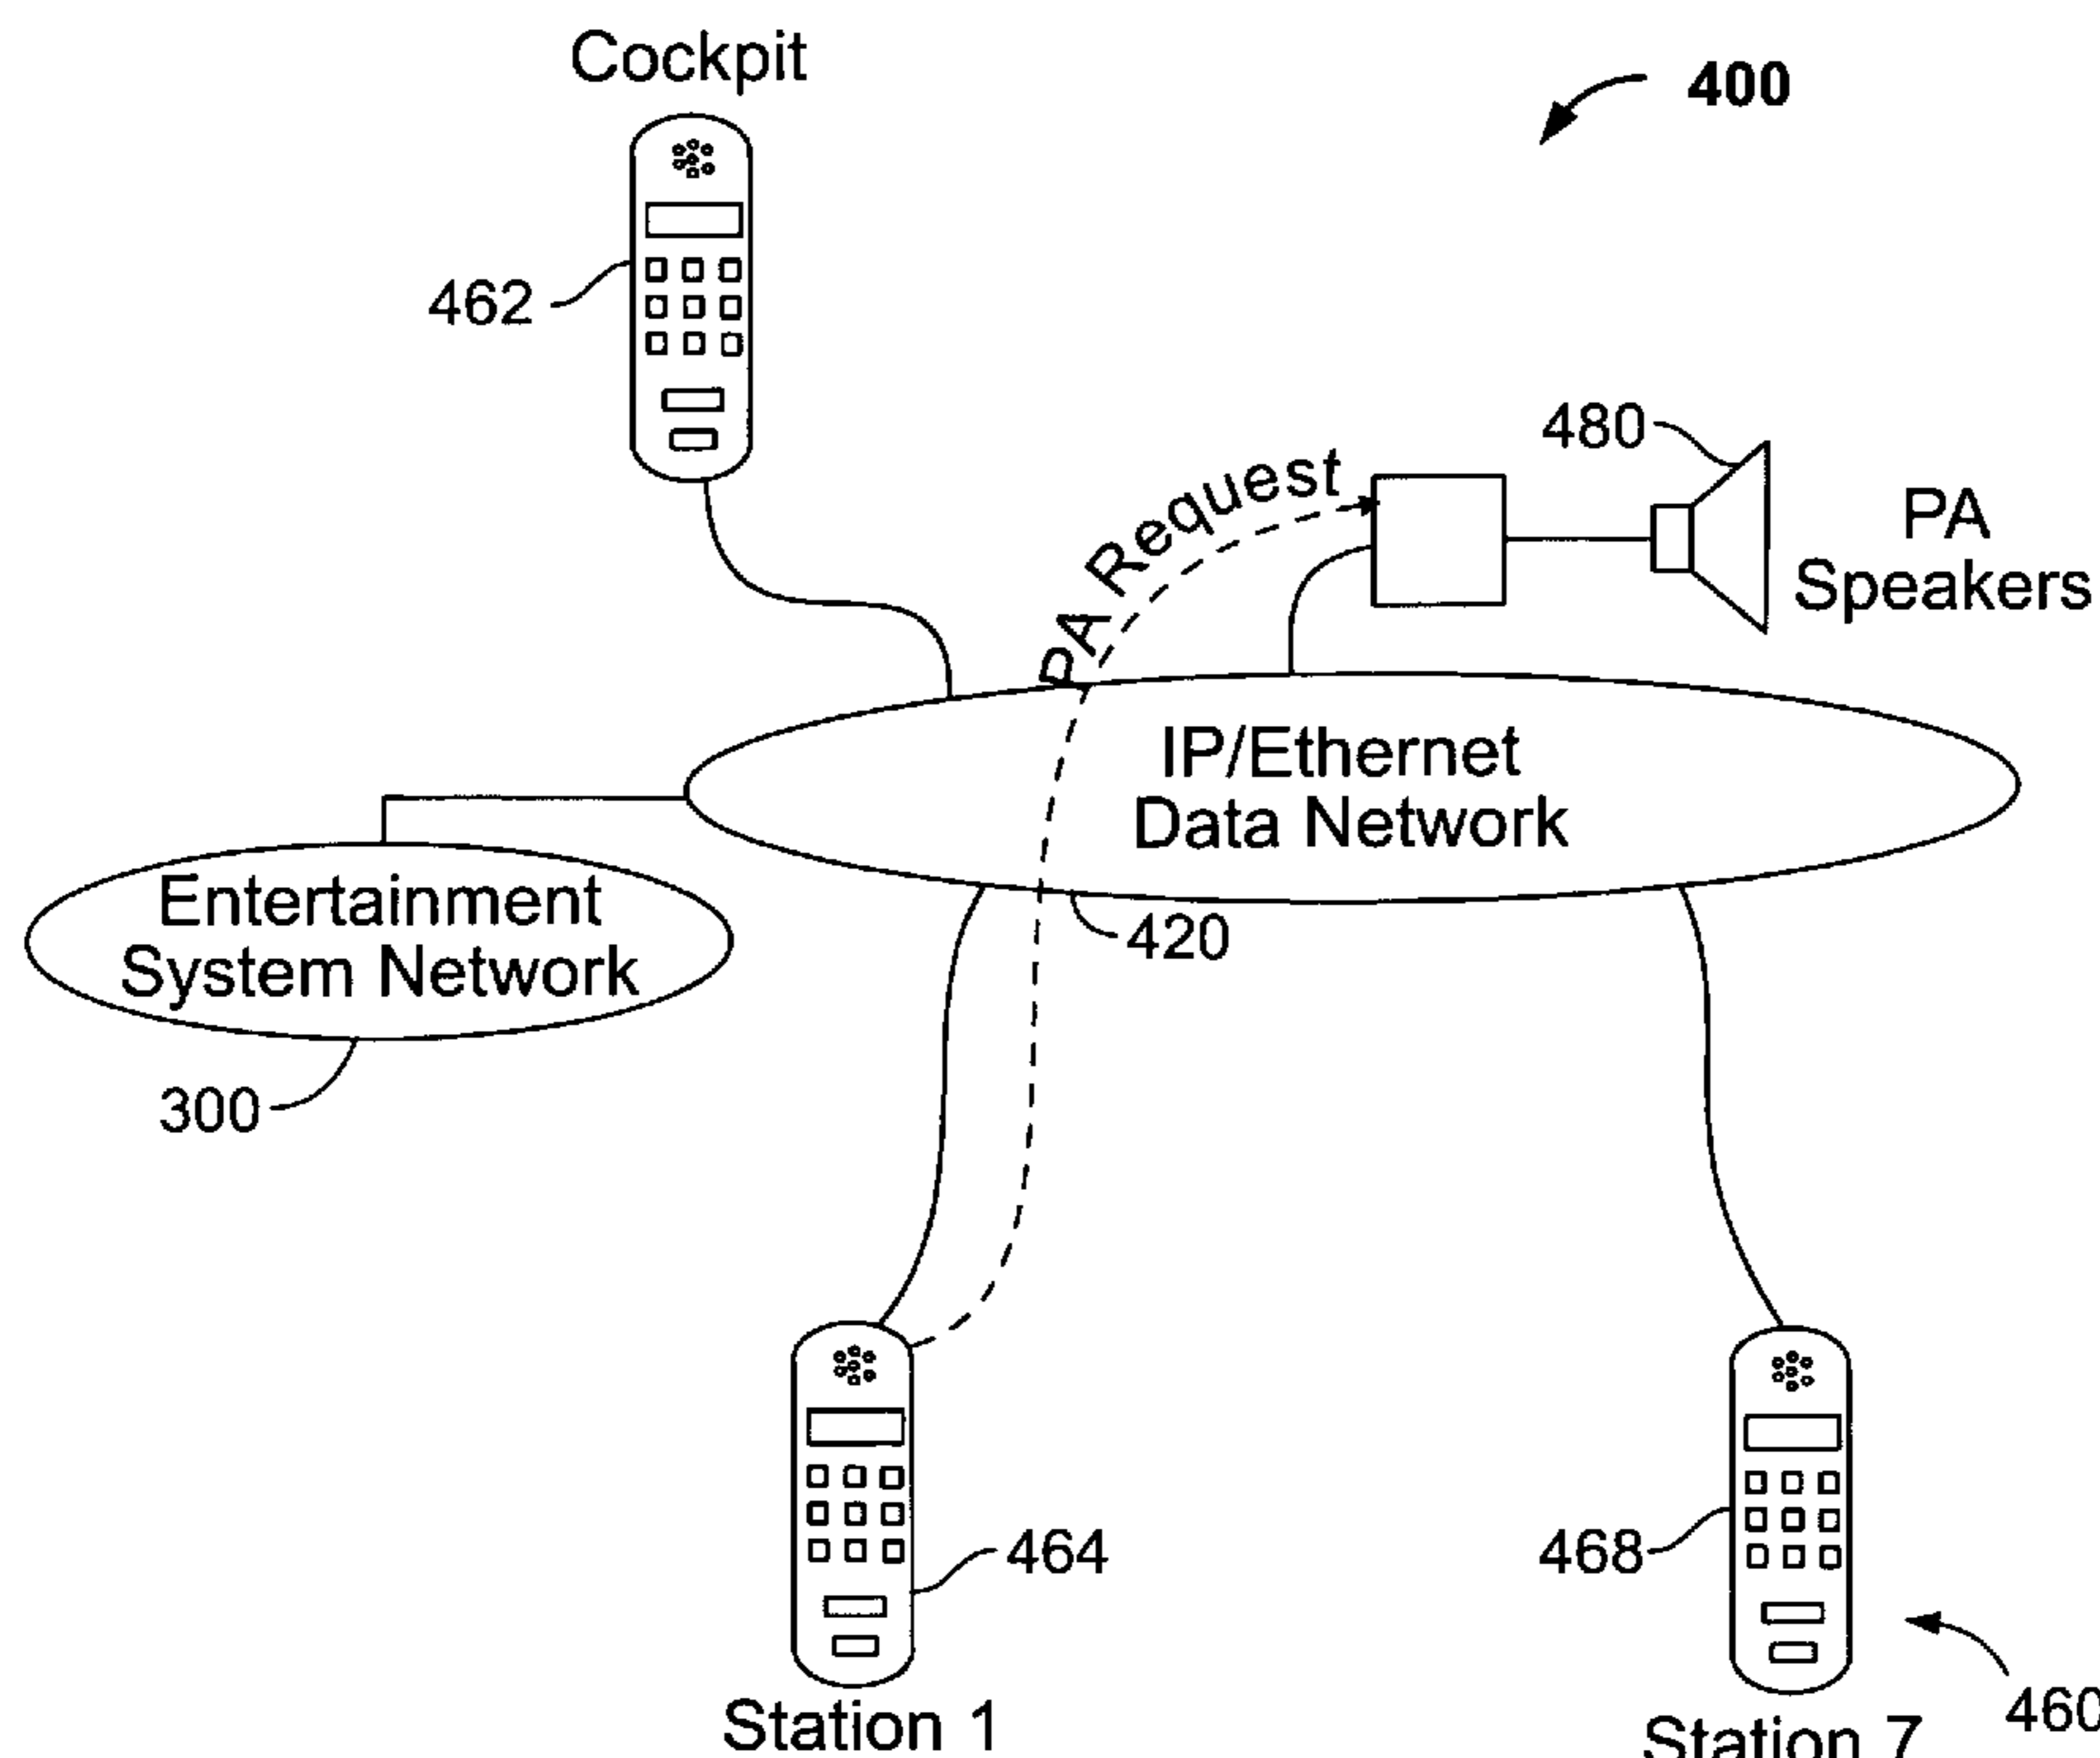 Cockpit
400
462
480
PA Request
PA
Speakers
IP/Ethernet
Data Network
Entertainment
System Network
420
300
464
468
460
Station 1
Station 7